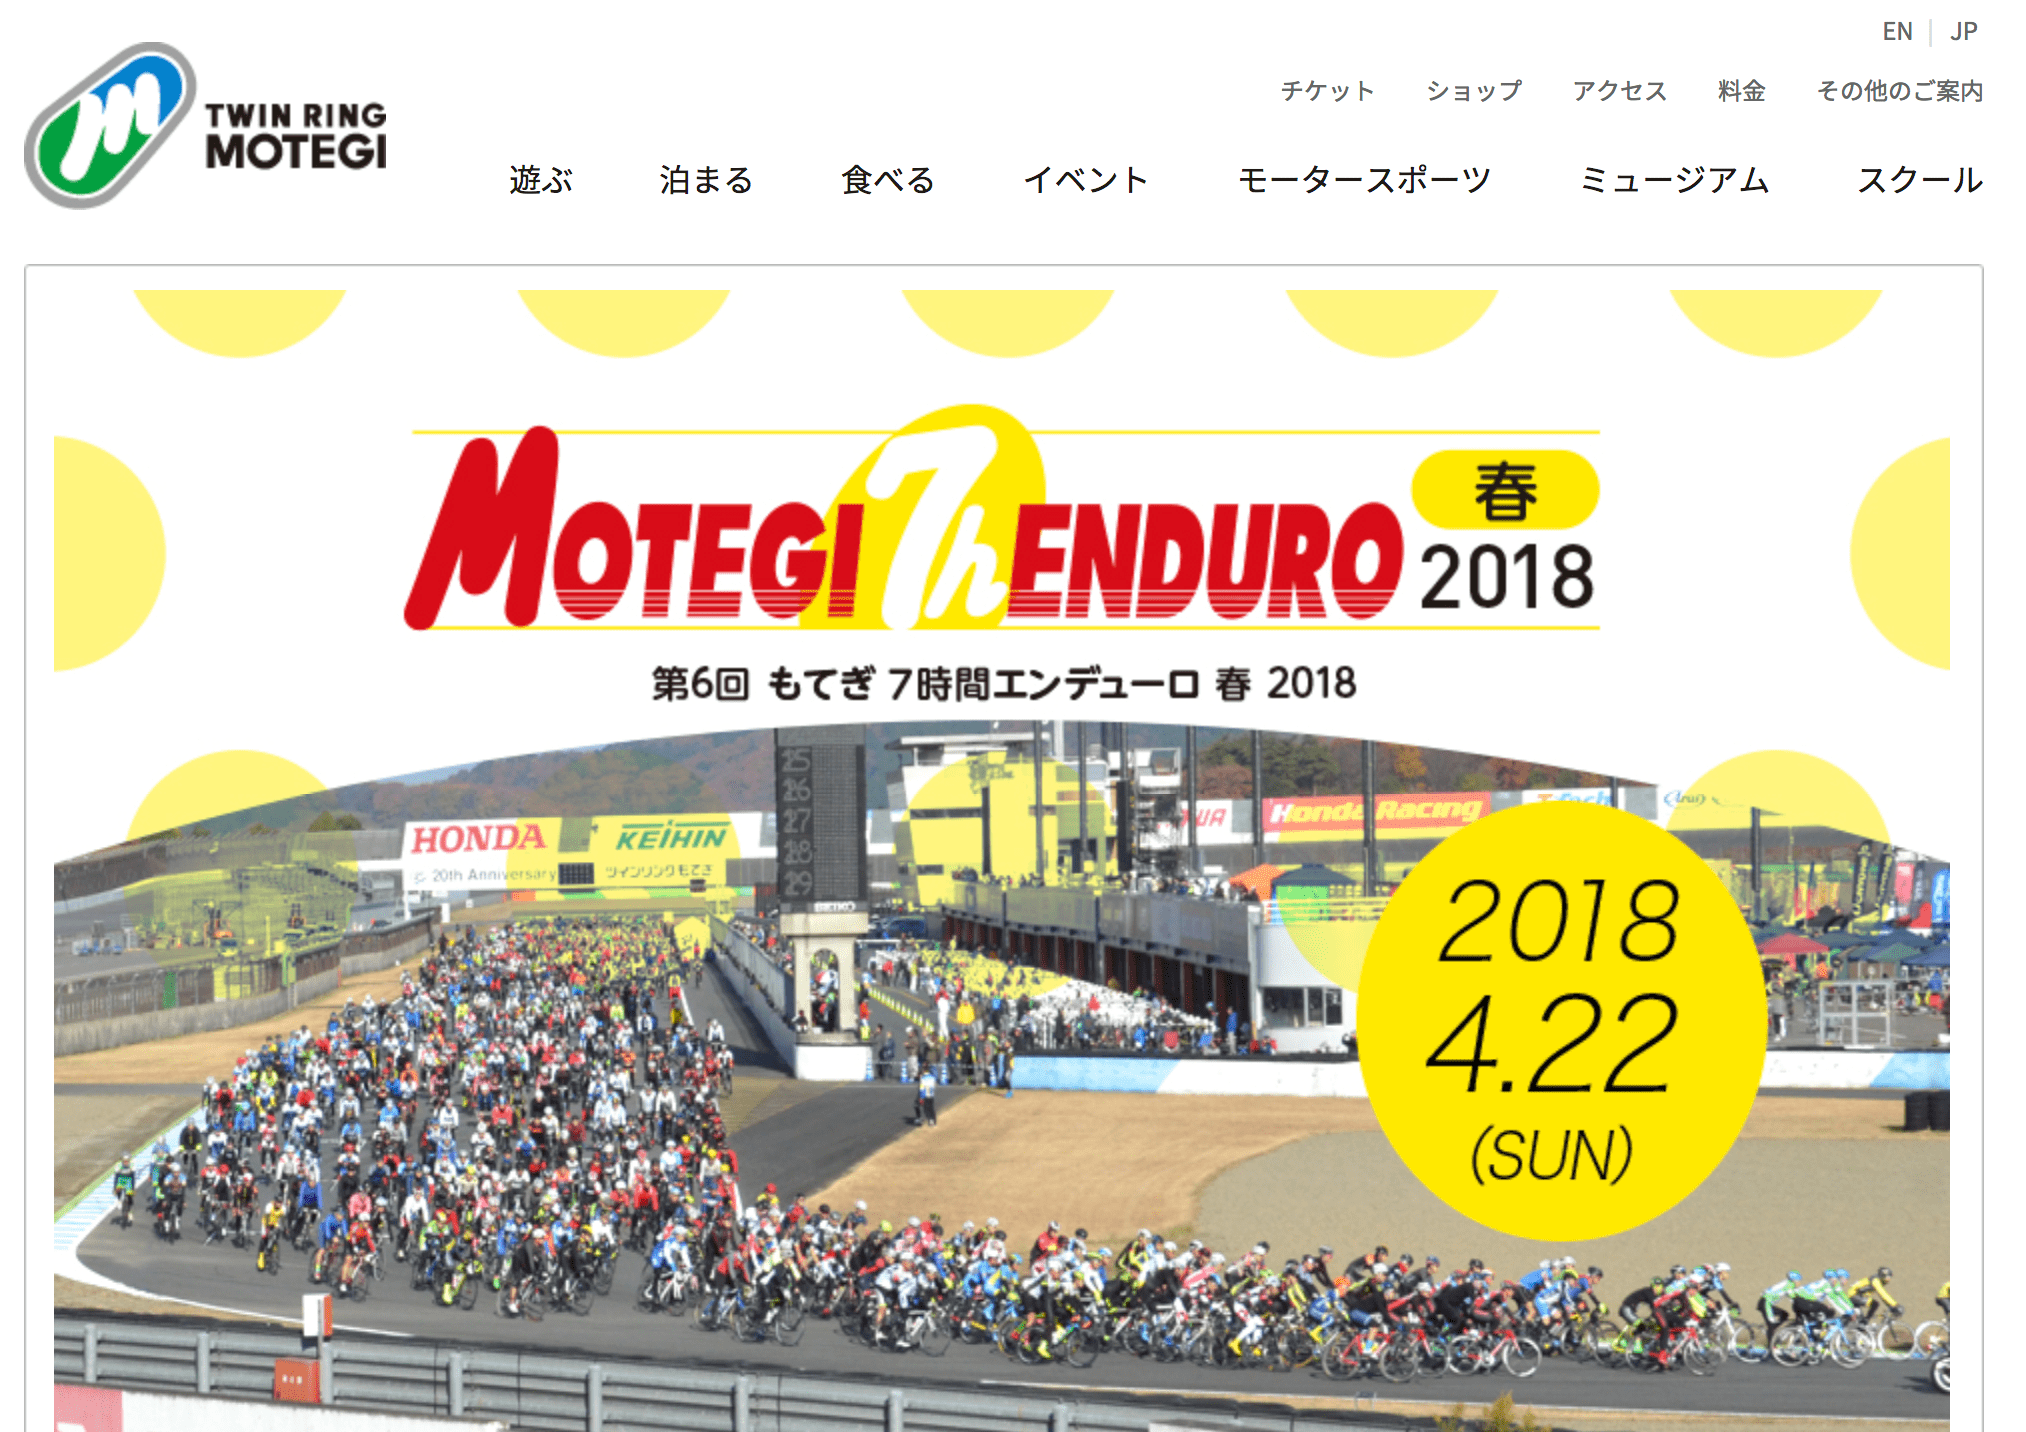 EN | JP
チケット ショップ アクセス 料金 その他のご案内
TWIN RING
MOTEGI
遊ぶ 泊まる 食べる イベント モータースポーツ ミュージアム スクール
MOTEGI 7h ENDURO 春
2018
第6回 もてぎ 7時間エンデューロ 春 2018
25
26
27
28
29
SEIKO
HONDA KEIHIN
20th Anniversary ツインリンクもてぎ
Honda Racing
2018
4.22
(SUN)